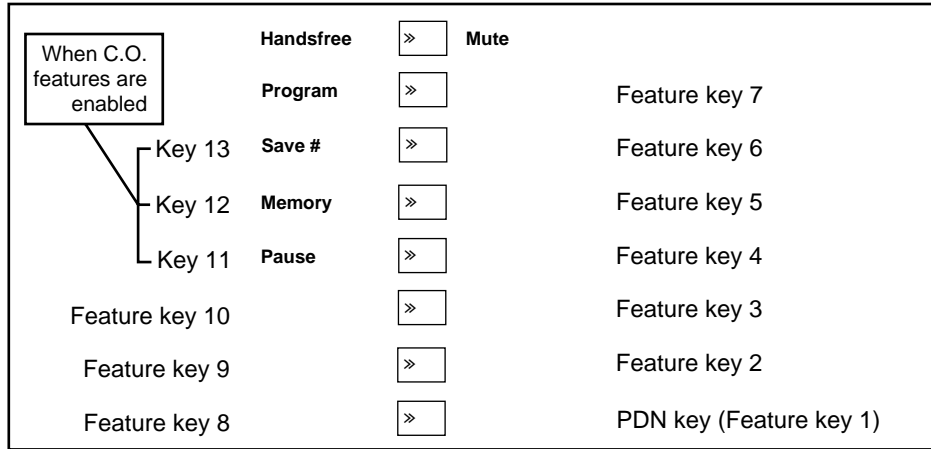 When C.O.
features are
enabled
Handsfree » Mute
Program » Feature key 7
Key 13 Save # » Feature key 6
Key 12 Memory » Feature key 5
Key 11 Pause » Feature key 4
Feature key 10 » Feature key 3
Feature key 9 » Feature key 2
Feature key 8 » PDN key (Feature key 1)